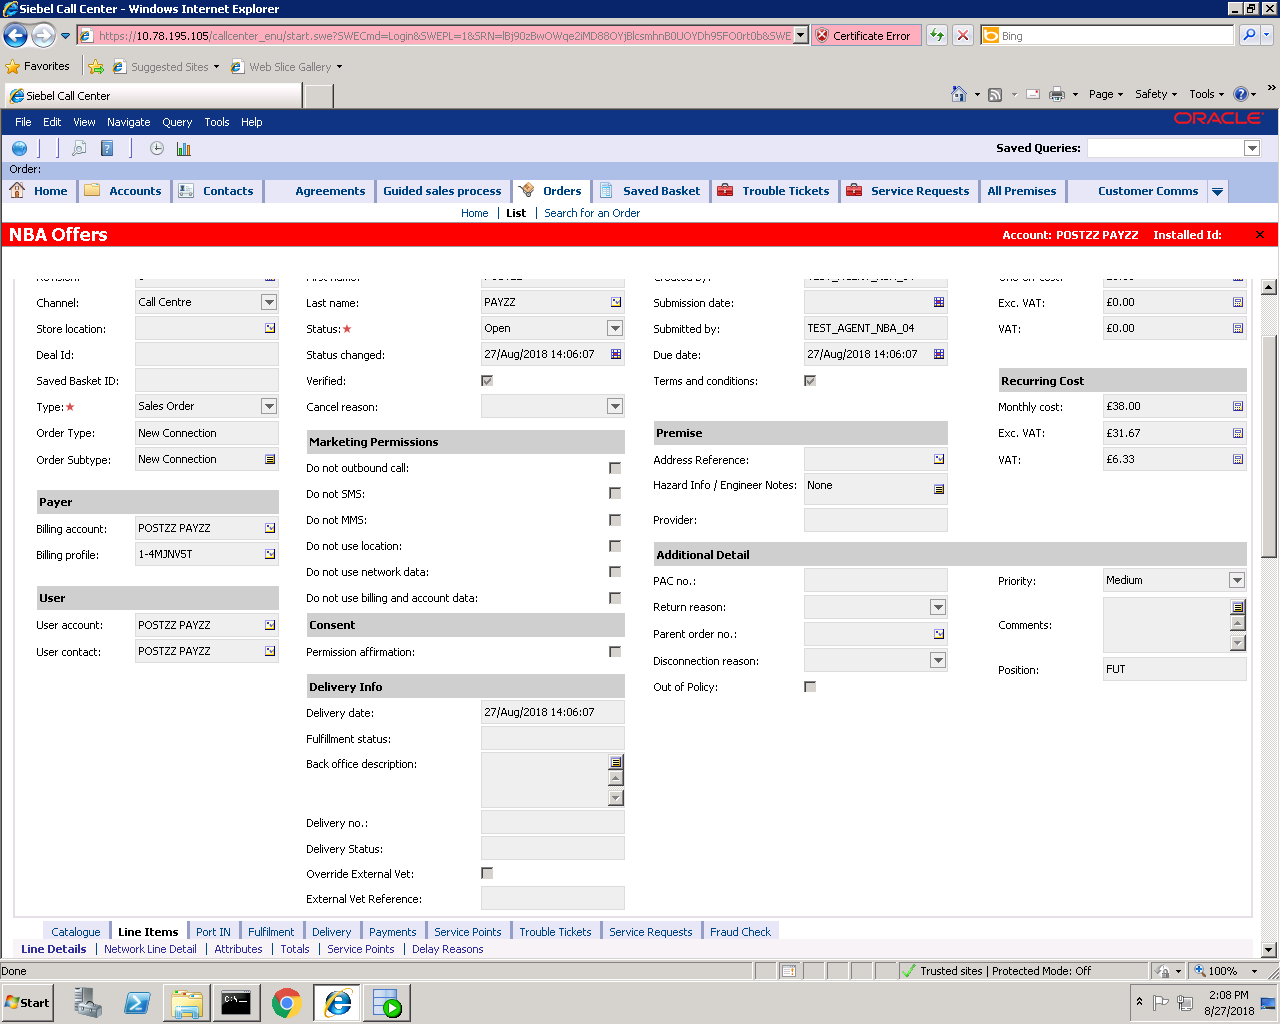 Siebel Call Center - Windows Internet Explorer
https://10.78.195.105/callcenter_enu/start.swe?SWECmd=Login&SWEPL=1&SRN=
Certificate Error
Bing
Favorites Suggested Sites Web Slice Gallery
Siebel Call Center
Page Safety Tools
File Edit View Navigate Query Tools Help
ORACLE
Saved Queries:
Order:
Home Accounts Contacts Agreements Guided sales process Orders Saved Basket Trouble Tickets Service Requests All Premises Customer Comms
Home List Search for an Order
NBA Offers Account: POSTZZ PAYZZ Installed Id:
Channel: Call Centre
Store location:
Deal Id:
Saved Basket ID:
Type:★ Sales Order
Order Type: New Connection
Order Subtype: New Connection
Payer
Billing account: POSTZZ PAYZZ
Billing profile: 1-4MJNV5T
User
User account: POSTZZ PAYZZ
User contact: POSTZZ PAYZZ
Last name: PAYZZ
Status:★ Open
Status changed: 27/Aug/2018 14:06:07
Verified:
Cancel reason:
Marketing Permissions
Do not outbound call:
Do not SMS:
Do not MMS:
Do not use location:
Do not use network data:
Do not use billing and account data:
Consent
Permission affirmation:
Delivery Info
Delivery date: 27/Aug/2018 14:06:07
Fulfillment status:
Back office description:
Delivery no.:
Delivery Status:
Override External Vet:
External Vet Reference:
Submission date:
Submitted by: TEST_AGENT_NBA_04
Due date: 27/Aug/2018 14:06:07
Terms and conditions:
Premise
Address Reference:
Hazard Info / Engineer Notes: None
Provider:
Additional Detail
PAC no.:
Return reason:
Parent order no.:
Disconnection reason:
Out of Policy:
Exc. VAT: £0.00
VAT: £0.00
Recurring Cost
Monthly cost: £38.00
Exc. VAT: £31.67
VAT: £6.33
Priority: Medium
Comments:
Position: FUT
Catalogue Line Items Port IN Fulfilment Delivery Payments Service Points Trouble Tickets Service Requests Fraud Check
Line Details Network Line Detail Attributes Totals Service Points Delay Reasons
Done Trusted sites | Protected Mode: Off 100%
Start
2:08 PM
8/27/2018